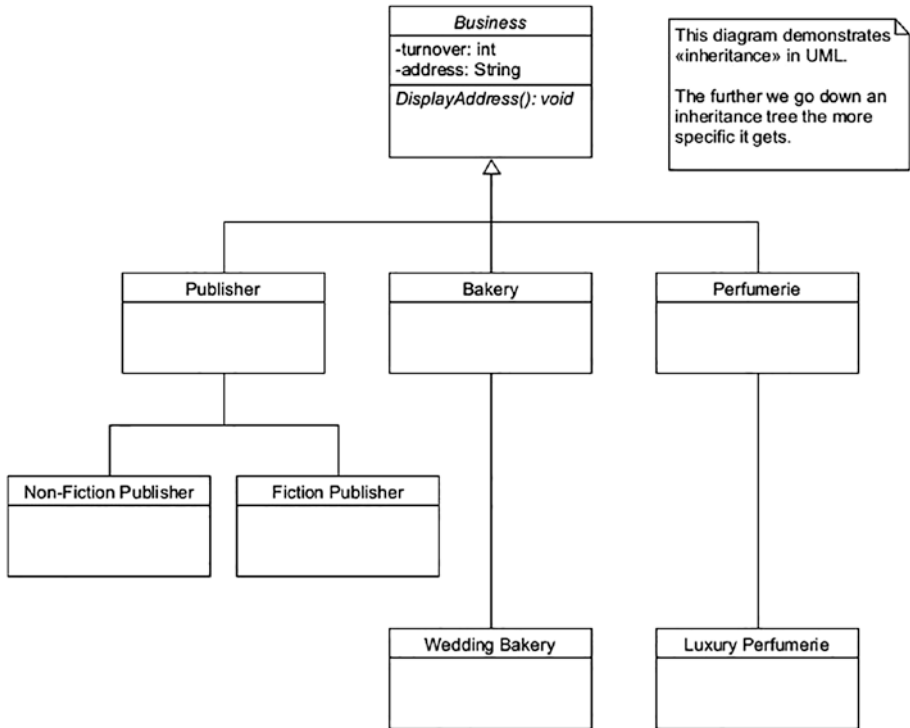 Business
-turnover: int
-address: String
DisplayAddress(): void
This diagram demonstrates
«inheritance» in UML.
The further we go down an
inheritance tree the more
specific it gets.
Publisher
Bakery
Perfumerie
Non-Fiction Publisher
Fiction Publisher
Wedding Bakery
Luxury Perfumerie